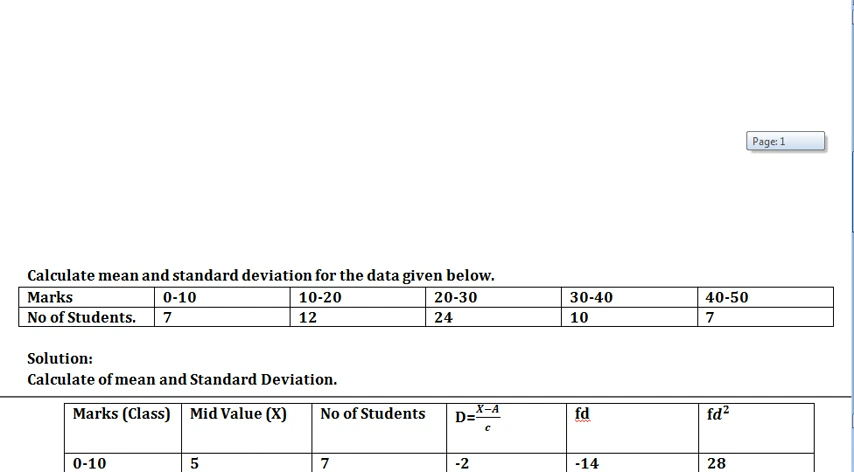 Page: 1
Calculate mean and standard deviation for the data given below.
Marks 0-10 10-20 20-30 30-40 40-50
No of Students. 7 12 24 10 7
Solution:
Calculate of mean and Standard Deviation.
Marks (Class) Mid Value (X) No of Students D=X−A/c fd fd²
0-10 5 7 -2 -14 28